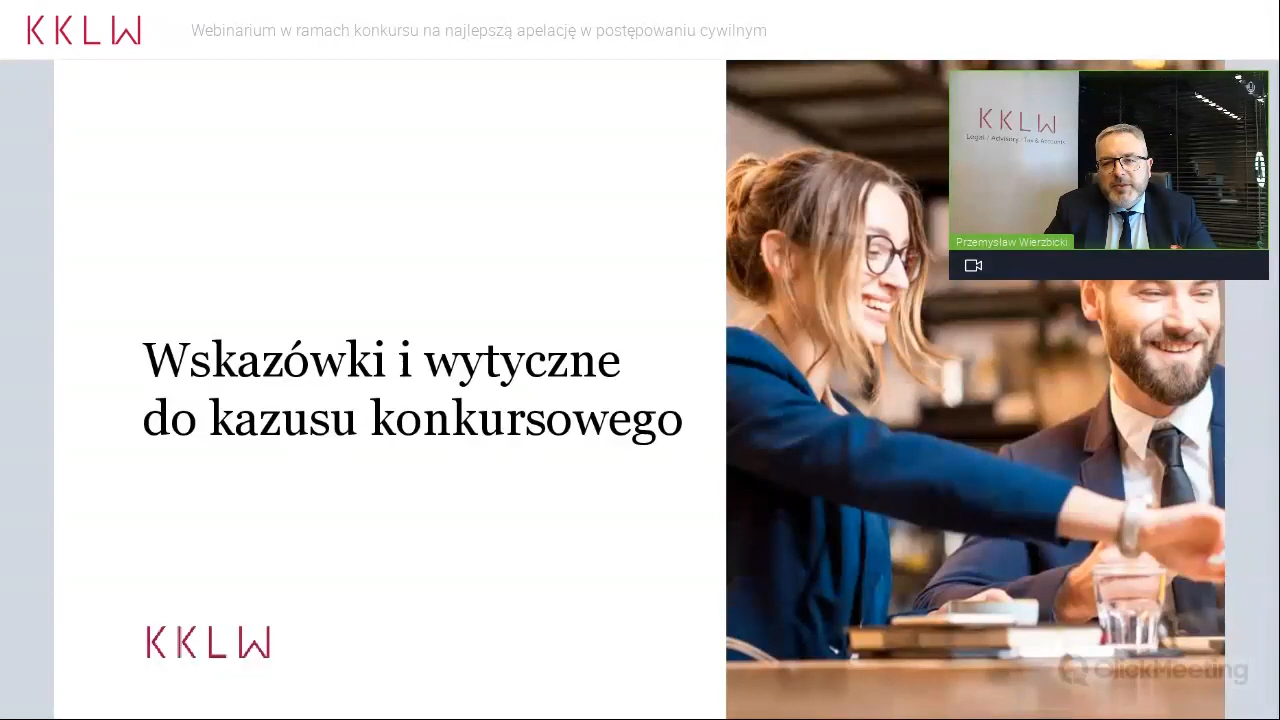 KKLW
Webinarium w ramach konkursu na najlepszą apelację w postępowaniu cywilnym
KKLW
Legal / Advisory / Tax & Accounts
Przemysław Wierzbicki
Wskazówki i wytyczne
do kazusu konkursowego
KKLW
ClickMeeting